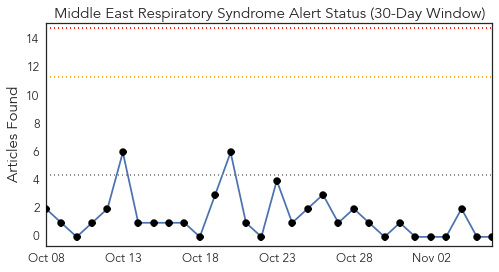 Middle East Respiratory Syndrome Alert Status (30-Day Window)
Articles Found
14
12
10
8
6
4
2
0
Oct 08 Oct 13 Oct 18 Oct 23 Oct 28 Nov 02